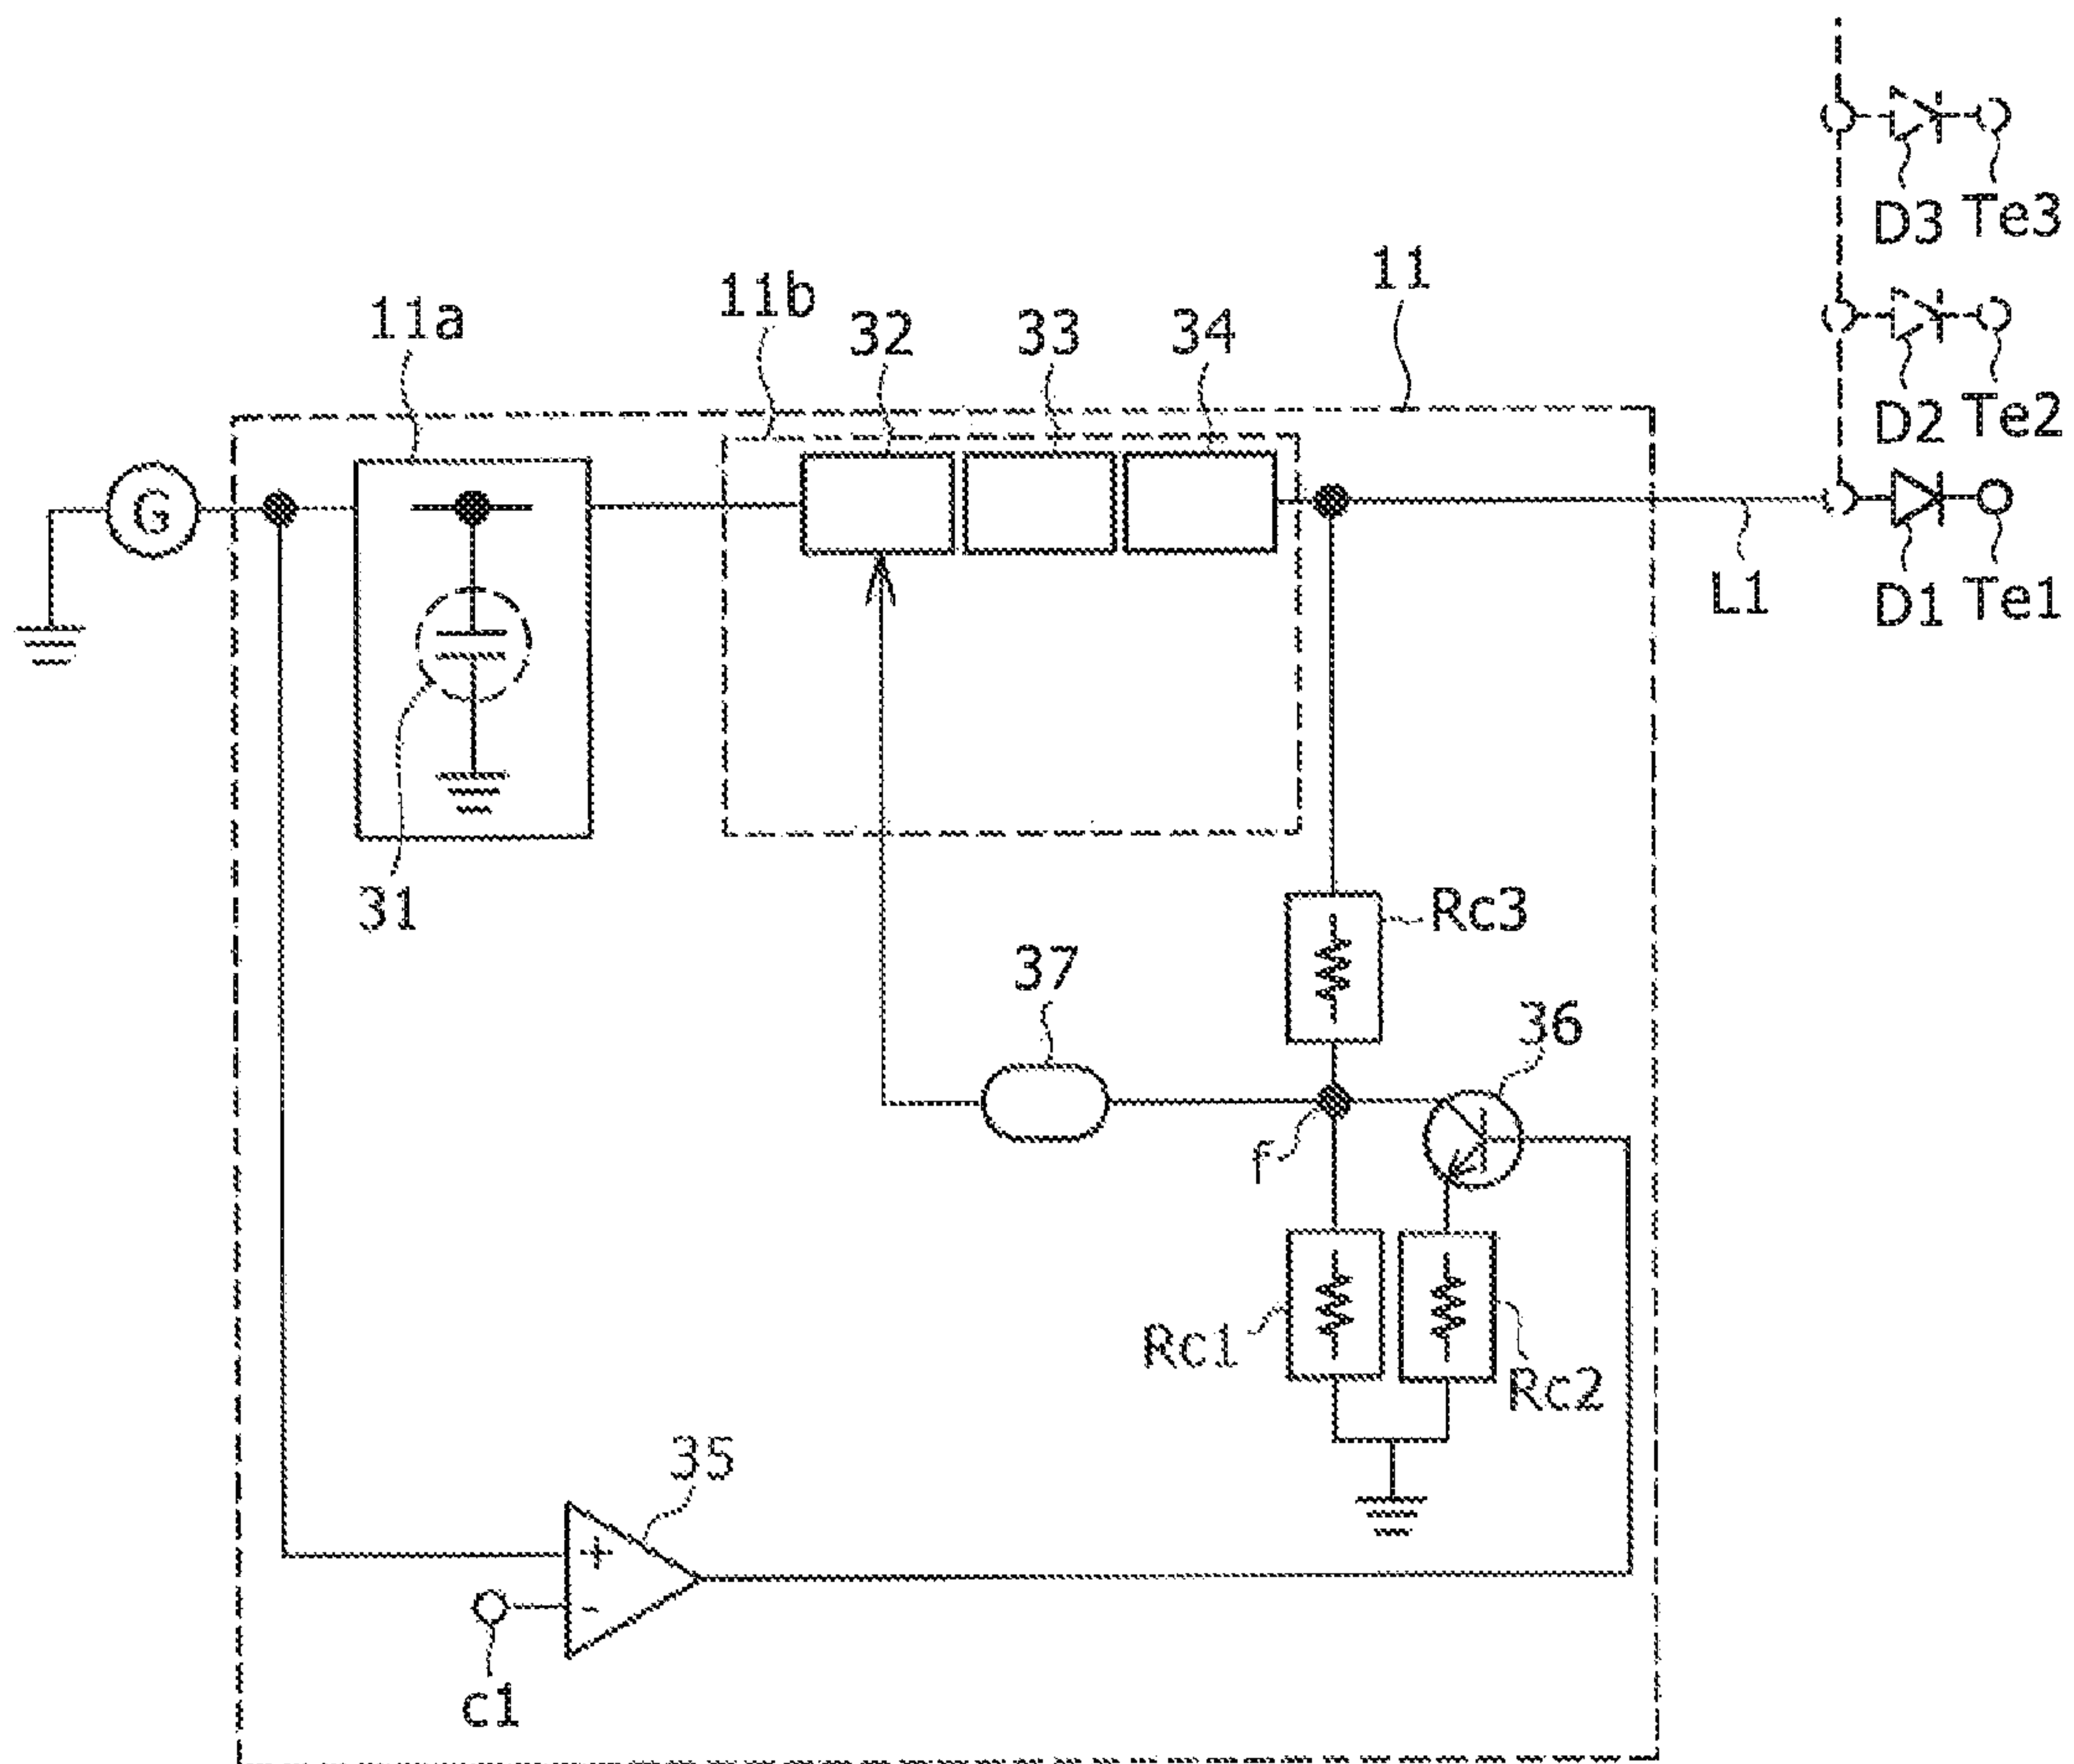 D3 Te3
11
11b
11a
32
33
34
D2 Te2
G
L1
D1 Te1
31
Rc3
37
36
f
Rc1
Rc2
35
+
-
c1